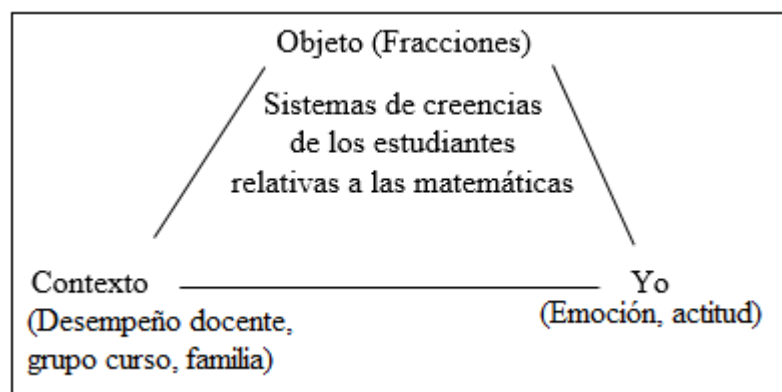 Objeto (Fracciones)
Sistemas de creencias
de los estudiantes
relativas a las matemáticas
Contexto
(Desempeño docente,
grupo curso, familia)
Yo
(Emoción, actitud)